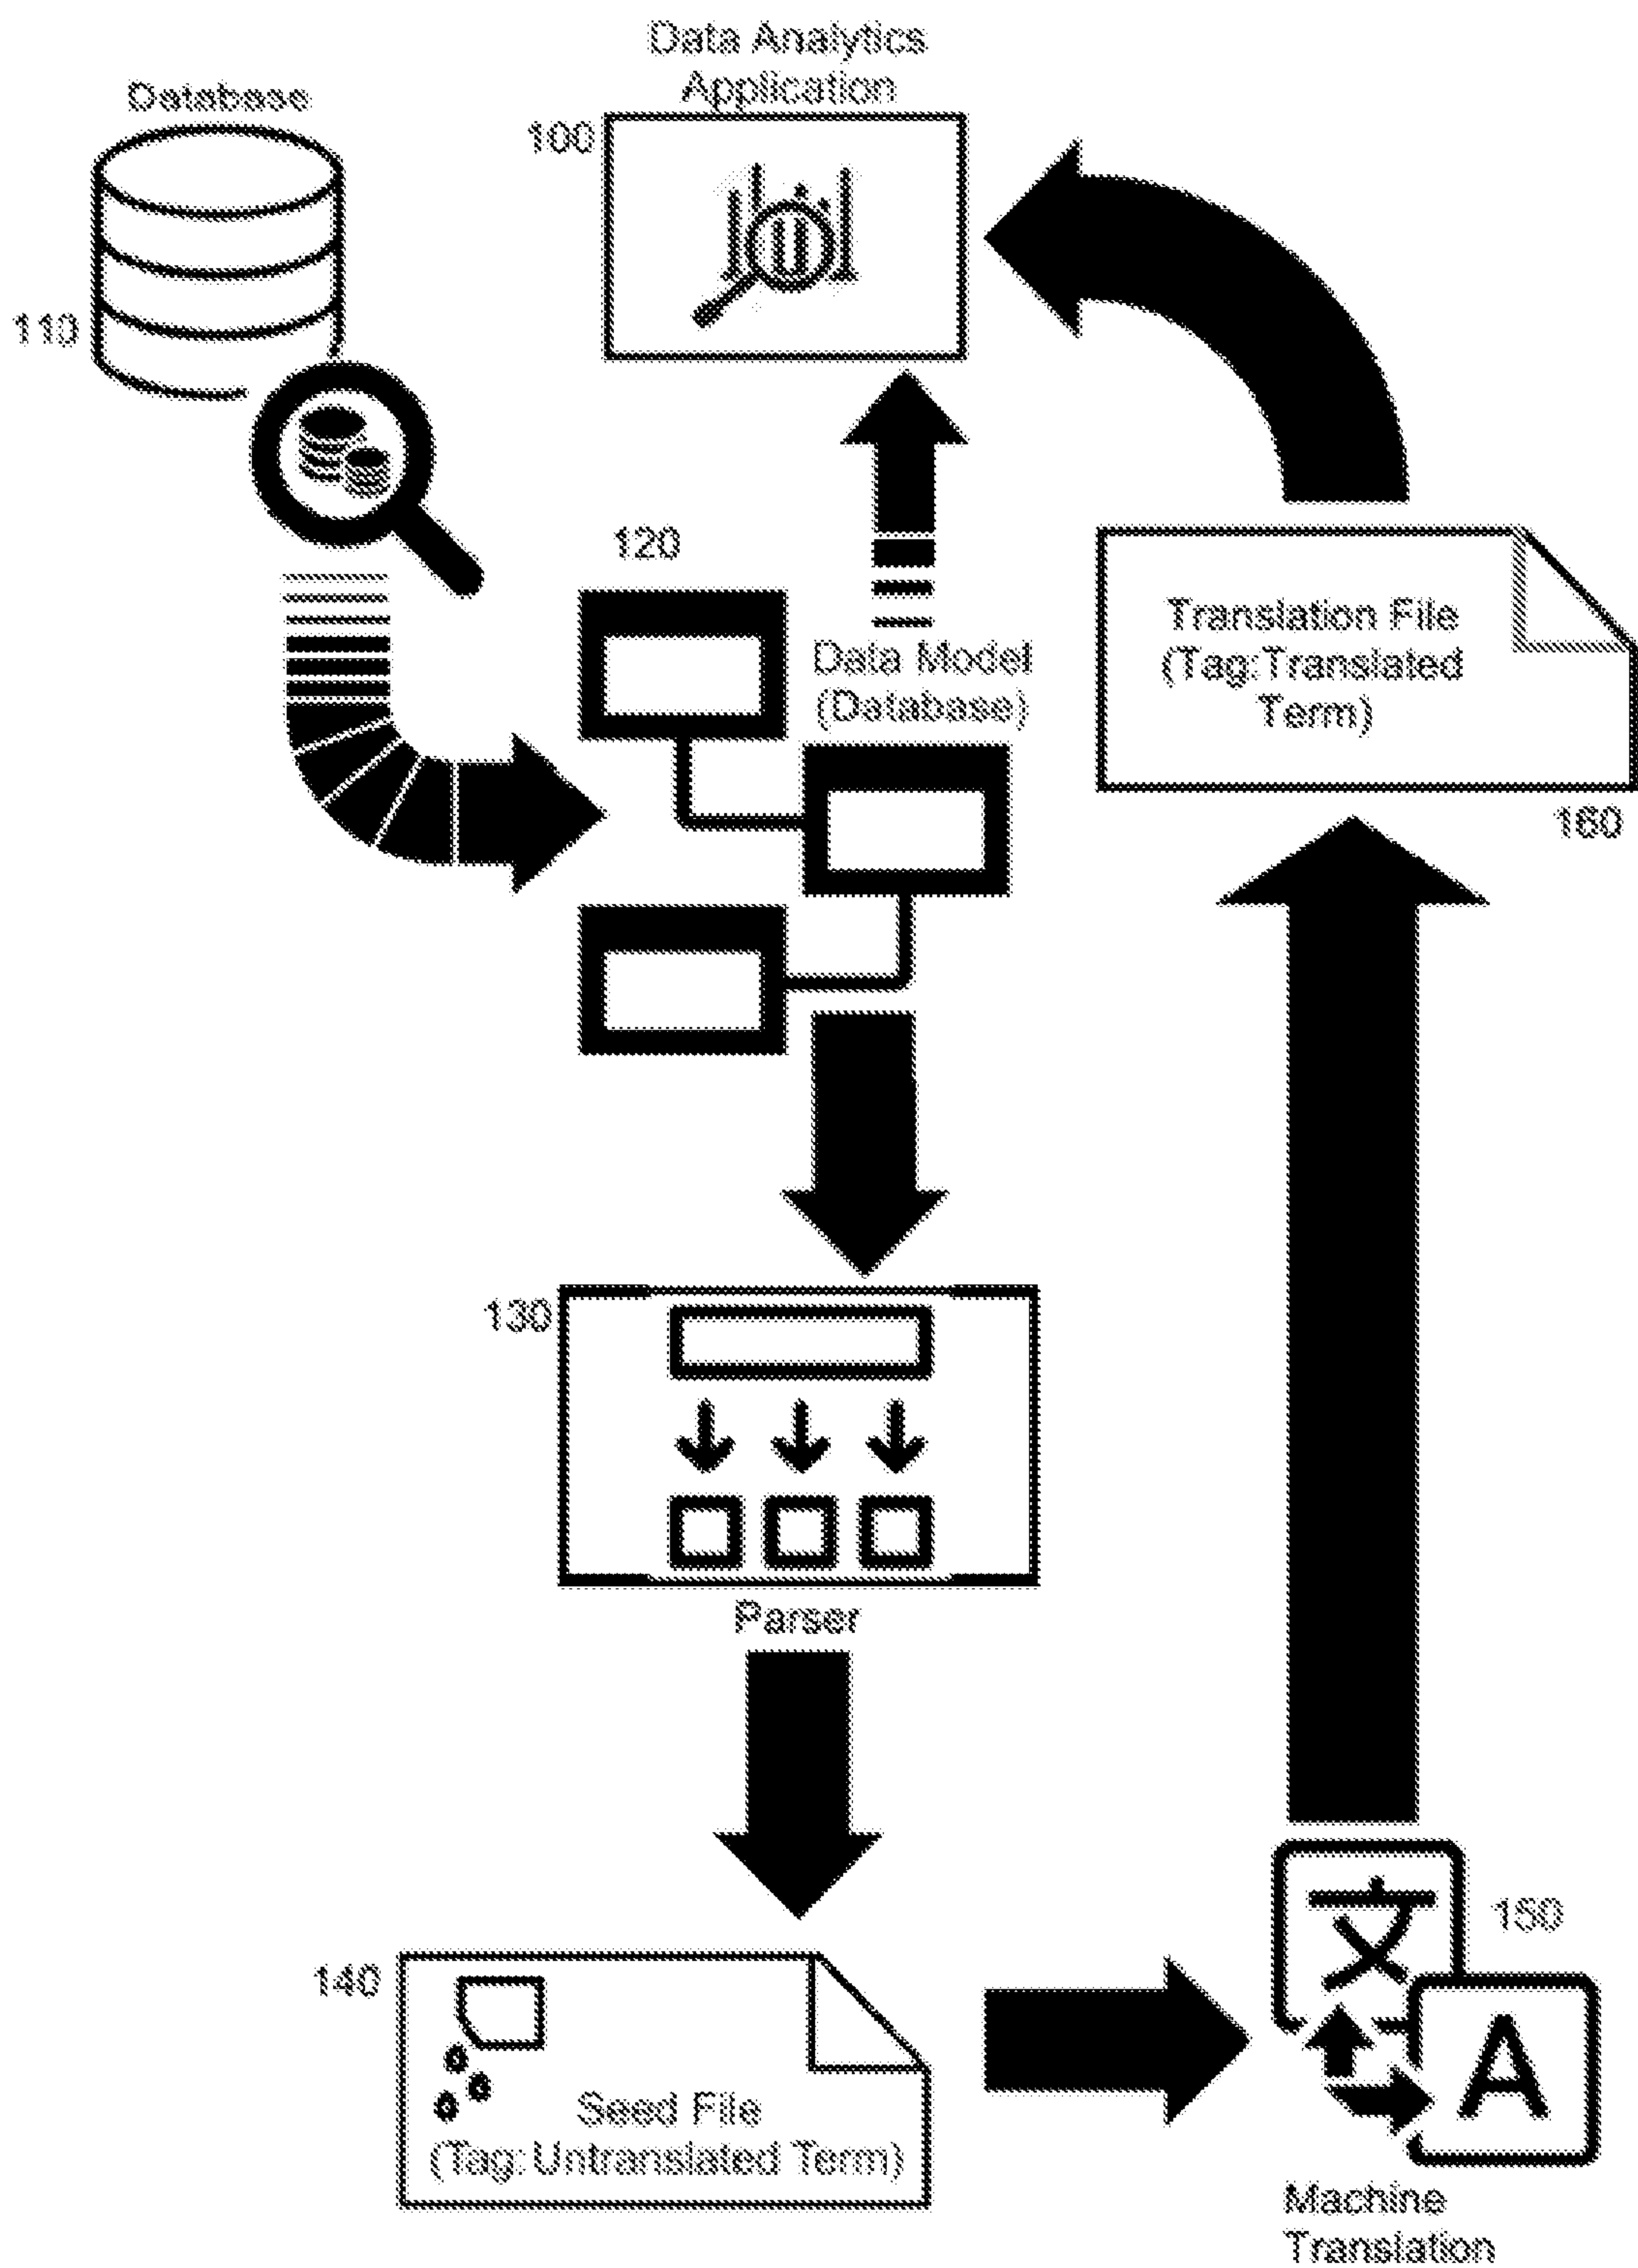 Data Analytics
Application
100
Database
110
120
Data Model
(Database)
Translation File
(Tag:Translated
Term)
160
130
Parser
140
Seed File
(Tag:Untranslated Term)
文
A
150
Machine
Translation